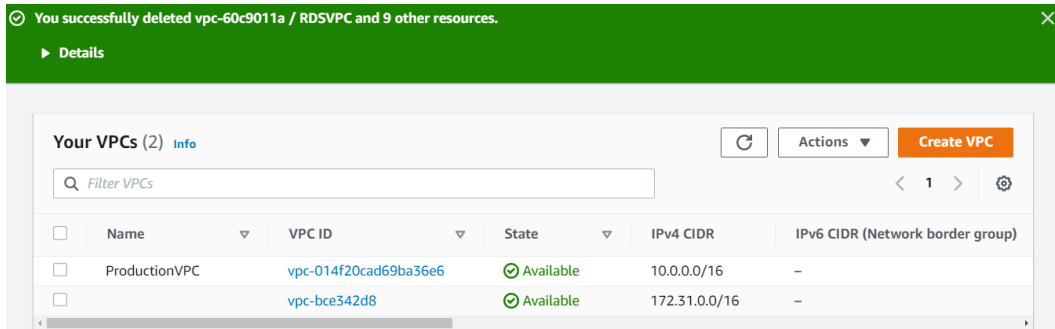 You successfully deleted vpc-60c9011a / RDSVPC and 9 other resources.
Details
Your VPCs (2) Info
Actions
Create VPC
Filter VPCs
1
Name VPC ID State IPv4 CIDR IPv6 CIDR (Network border group)
ProductionVPC vpc-014f20cad69ba36e6 Available 10.0.0.0/16 –
vpc-bce342d8 Available 172.31.0.0/16 –